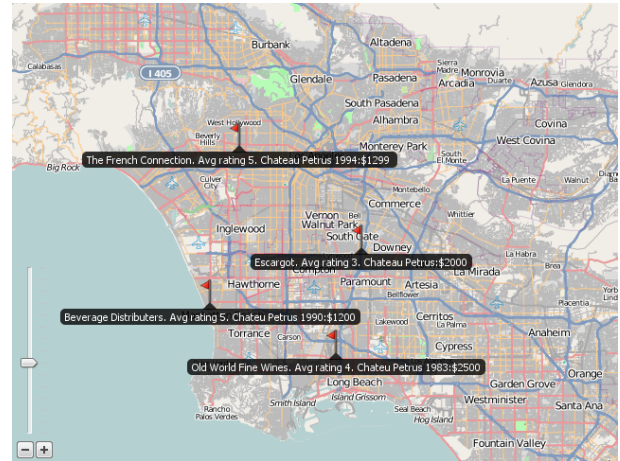 Altadena
Burbank
Sierra
Madre
Monrovia
Duarte
Calabasas
I 405
Glendale
Pasadena
Arcadia
Azusa
Glendora
South Pasadena
Covina
West Hollywood
Alhambra
Beverly
Hills
West Covina
Monterey Park
The French Connection. Avg rating 5. Chateau Petrus 1994:$1299
South
El Monte
Big Rock
Culver
City
La Puente
Walnut
Montebello
Commerce
Vernon
Bell
Whittier
Walnut Park
Inglewood
South Gate
Downey
Escargot. Avg rating 3. Chateau Petrus:$2000
La Habra
Brea
Compton
La Mirada
Hawthorne
Paramount
Artesia
Bellflower
Placentia
Yorba
Beverage Distributers. Avg rating 5. Chateu Petrus 1990:$1200
Cerritos
Lakewood
La Palma
Torrance
Carson
Anaheim
Cypress
Old World Fine Wines. Avg rating 4. Chateu Petrus 1983:$2500
Orange
Long Beach
Garden Grove
Island Grissom
Westminister
Smith Island
Rancho
Palos Verdes
Seal Beach
Santa Ana
Hog Island
Fountain Valley